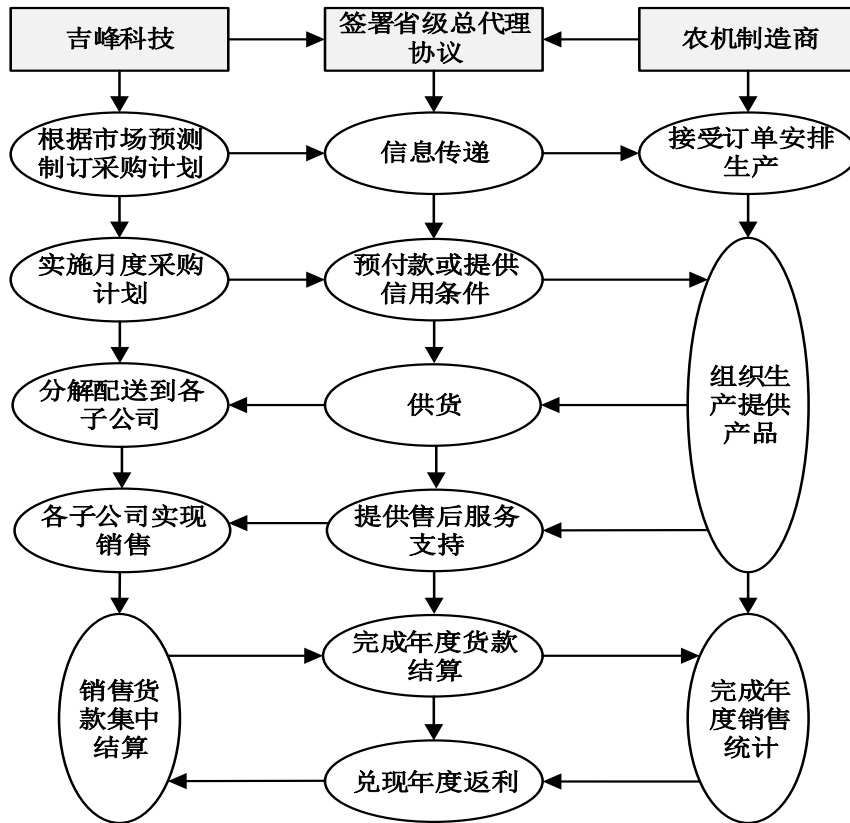 吉峰科技
签署省级总代理
协议
农机制造商
根据市场预测
制订采购计划
信息传递
接受订单安排
生产
实施月度采购
计划
预付款或提供
信用条件
组织生
产提供
产品
分解配送到各
子公司
供货
各子公司实现
销售
提供售后服务
支持
销售货
款集中
结算
完成年度货款
结算
完成年
度销售
统计
兑现年度返利